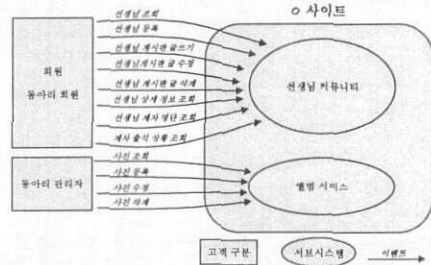 O 사이트
선생님 조회
선생님 등록
선생님 게시판 글쓰기
선생님게시판 글 수정
선생님 게시판 글 삭제
선생님 상세 정보 조회
선생님 제자 명단 조회
제자 출석 상황 조회
회원
동아리 회원
선생님 커뮤니티
사진 조회
사진 등록
사진 수정
사진 삭제
동아리 관리자
앨범 서비스
고객 구분
서브시스템
이벤트